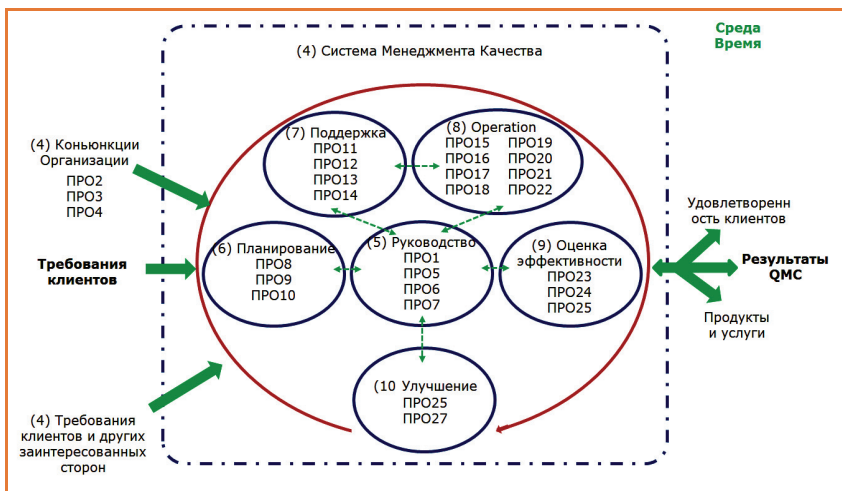 Среда
Время
(4) Система Менеджмента Качества
(4) Коньюнкции
Организации
ПРО2
ПРО3
ПРО4
Требования
клиентов
(4) Требования
клиентов и других
заинтересованных
сторон
(7) Поддержка
ПРО11
ПРО12
ПРО13
ПРО14
(8) Operation
ПРО15 ПРО19
ПРО16 ПРО20
ПРО17 ПРО21
ПРО18 ПРО22
(6) Планирование
ПРО8
ПРО9
ПРО10
(5) Руководство
ПРО1
ПРО5
ПРО6
ПРО7
(9) Оценка
эффективности
ПРО23
ПРО24
ПРО25
(10 Улучшение
ПРО25
ПРО27
Удовлетворенн
ость клиентов
Результаты
QMC
Продукты
и услуги